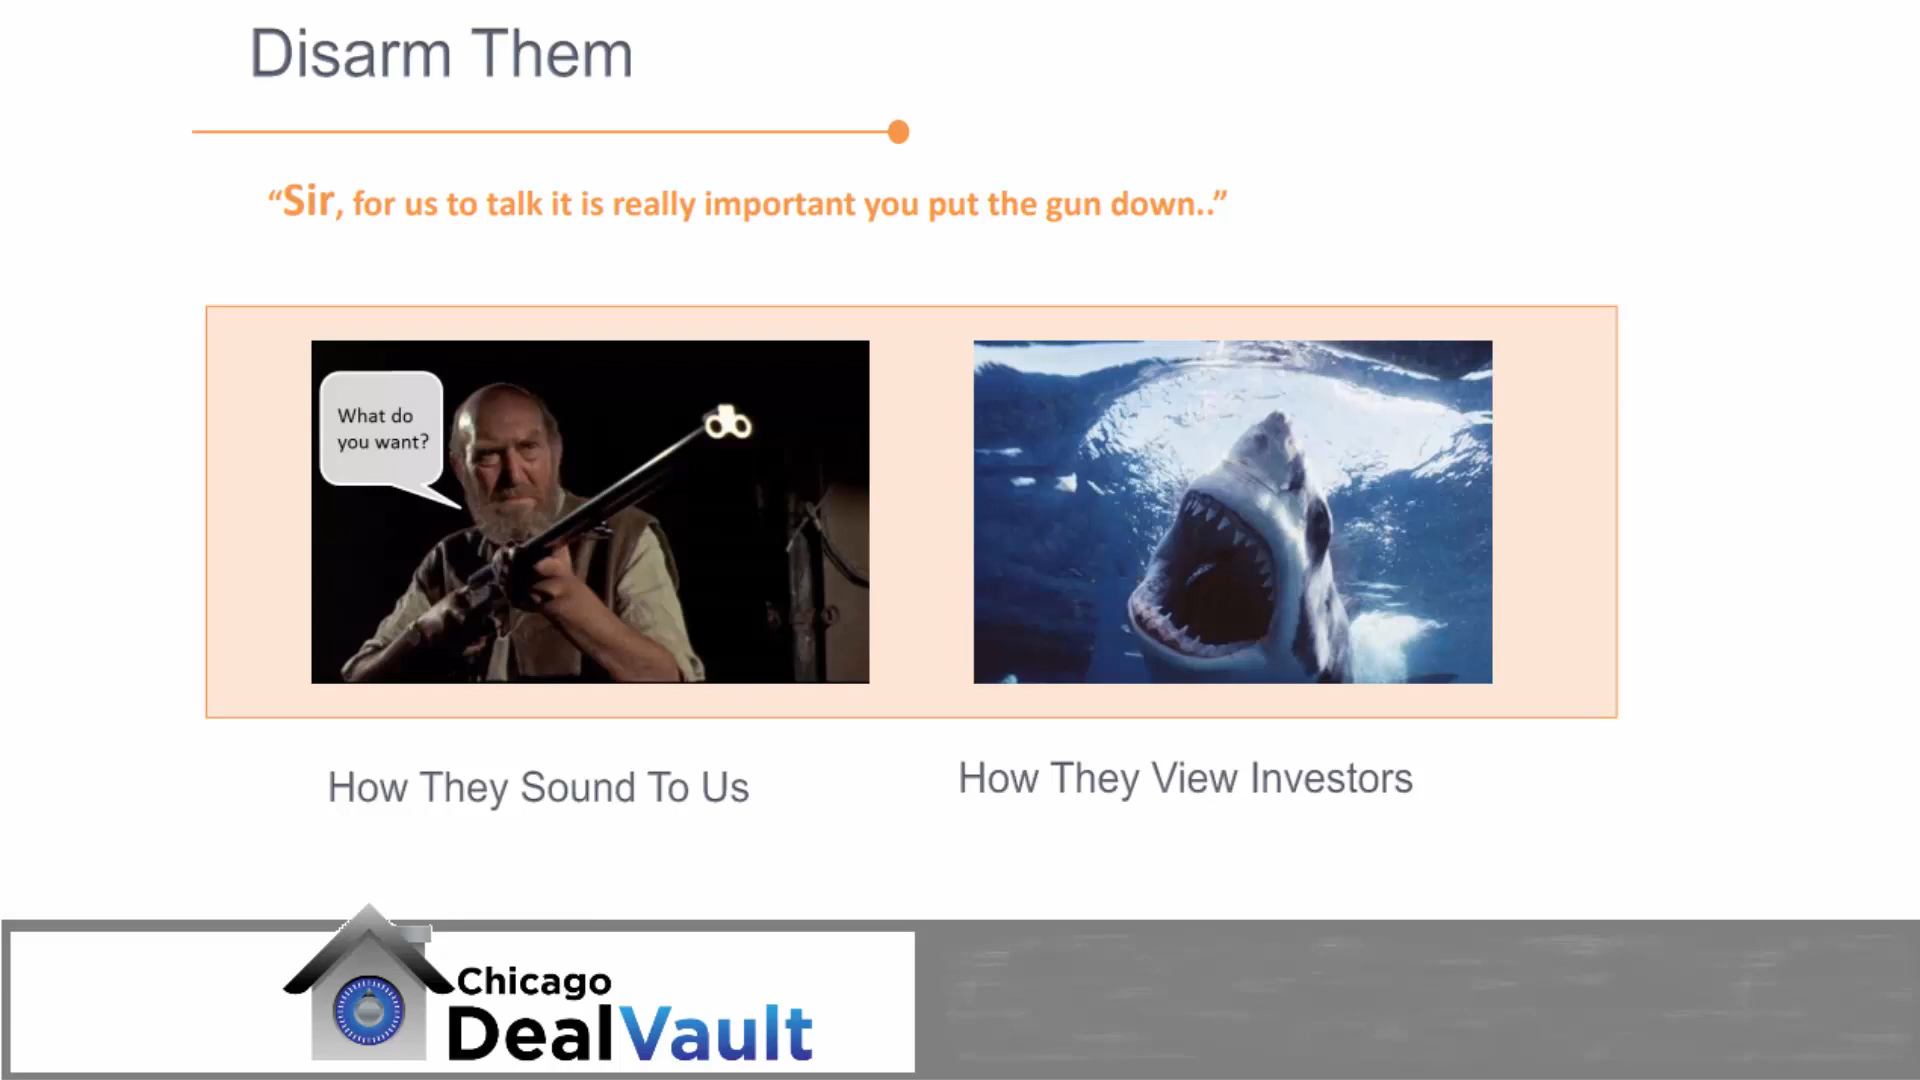 Disarm Them
“Sir, for us to talk it is really important you put the gun down..”
What do
you want?
How They Sound To Us
How They View Investors
Chicago
DealVault